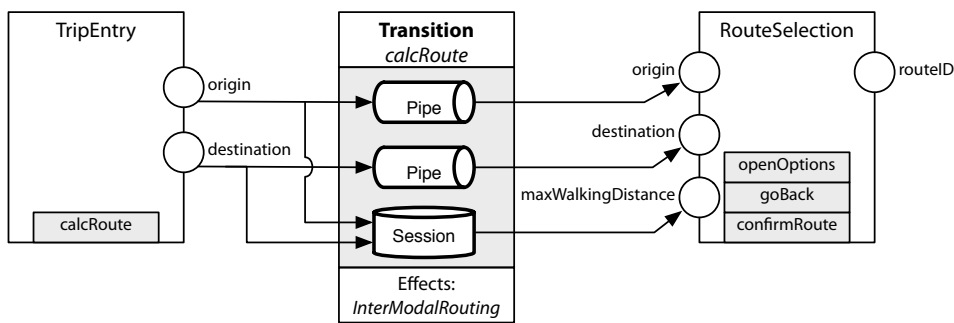 TripEntry
origin
destination
calcRoute
Transition
calcRoute
Pipe
Pipe
Session
Effects:
InterModalRouting
RouteSelection
origin
destination
maxWalkingDistance
routeID
openOptions
goBack
confirmRoute